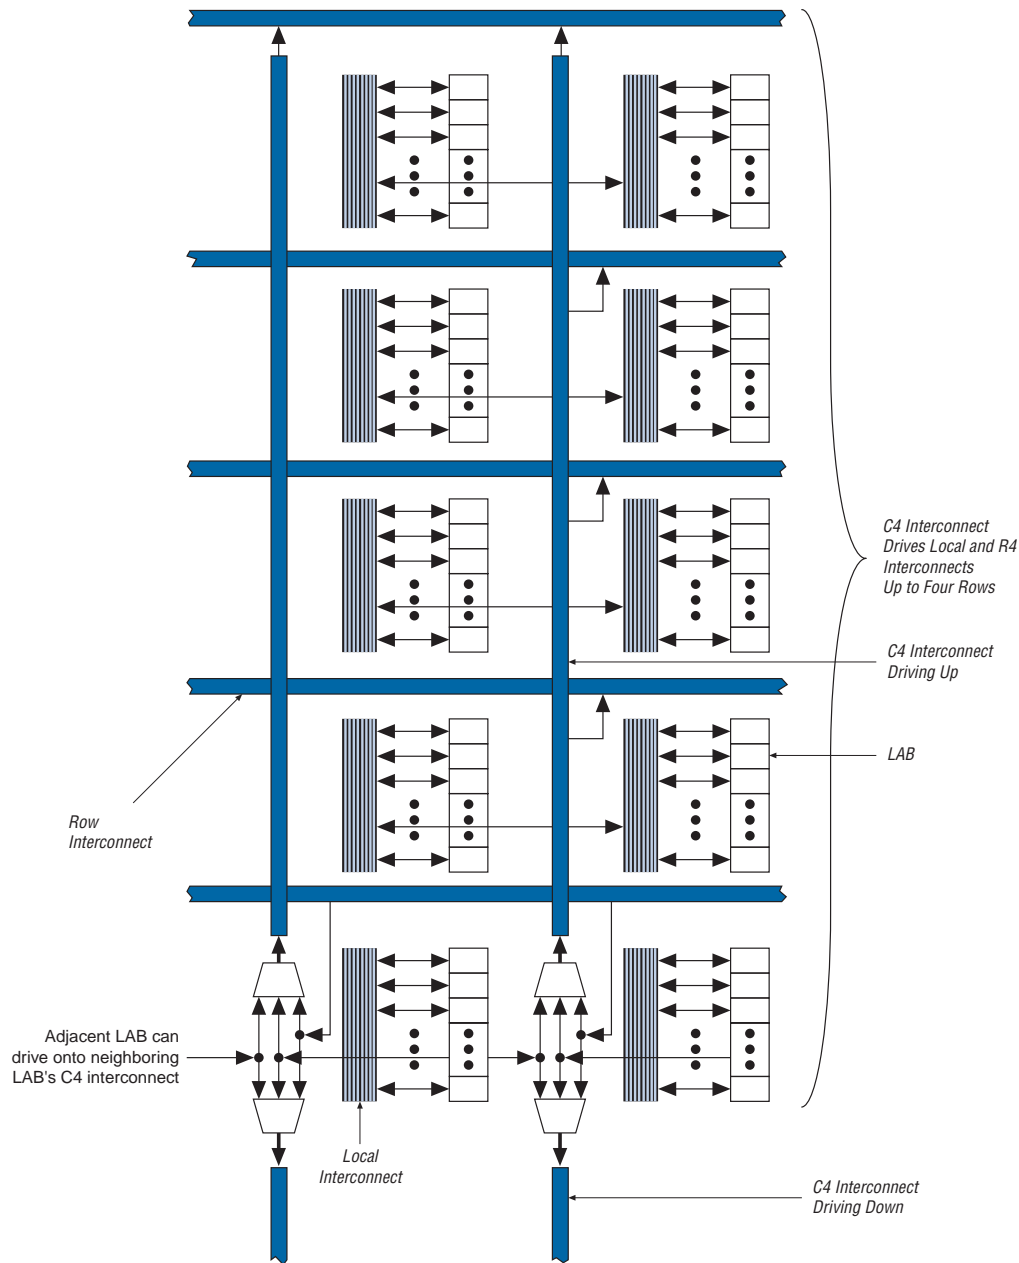 C4 Interconnect
Drives Local and R4
Interconnects
Up to Four Rows
C4 Interconnect
Driving Up
LAB
Row
Interconnect
Adjacent LAB can
drive onto neighboring
LAB's C4 interconnect
Local
Interconnect
C4 Interconnect
Driving Down